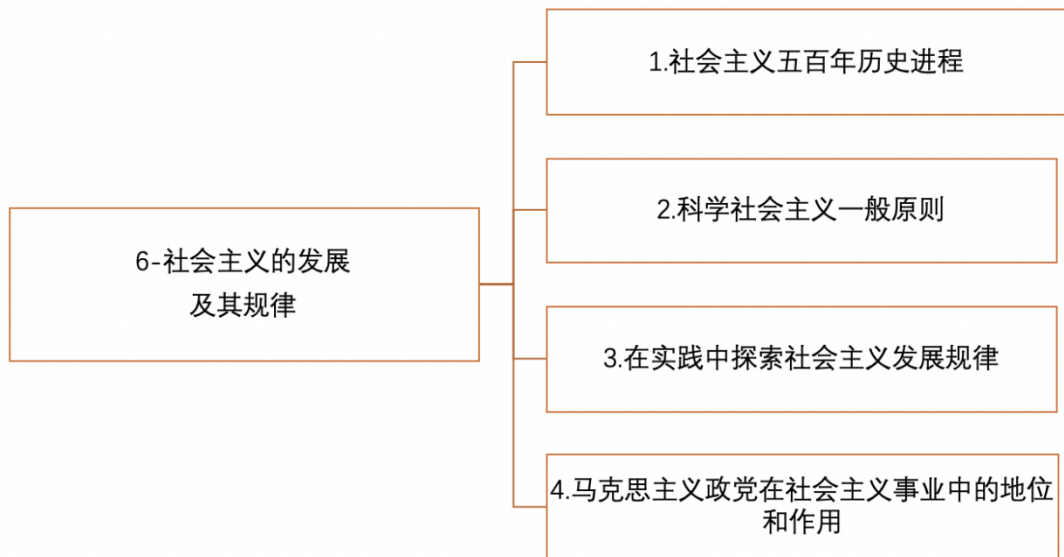 6-社会主义的发展
及其规律
1.社会主义五百年历史进程
2.科学社会主义一般原则
3.在实践中探索社会主义发展规律
4.马克思主义政党在社会主义事业中的地位
和作用